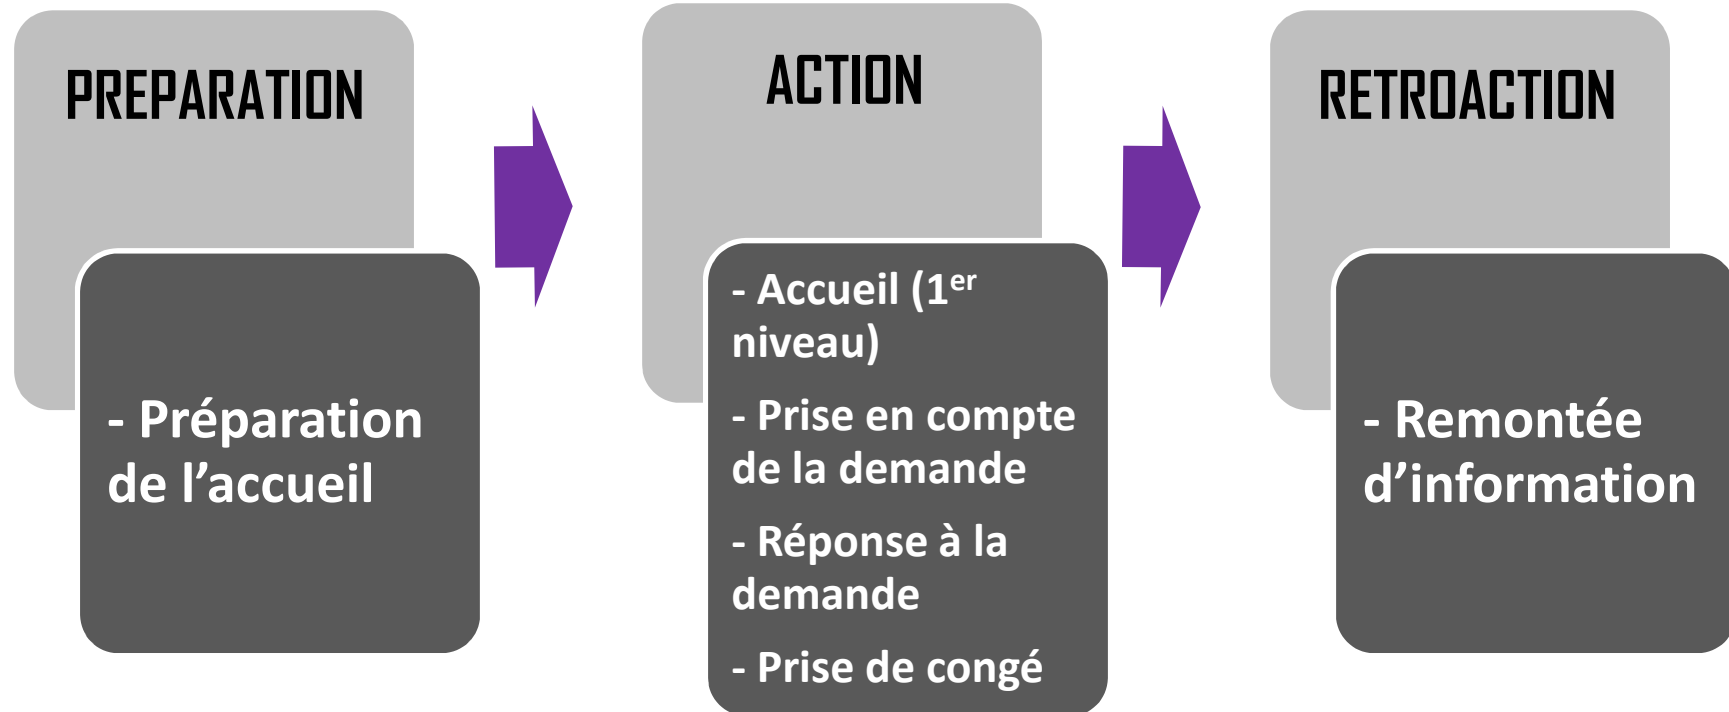 PREPARATION
- Préparation
de l’accueil
ACTION
- Accueil (1er
niveau)
- Prise en compte
de la demande
- Réponse à la
demande
- Prise de congé
RETROACTION
- Remontée
d’information